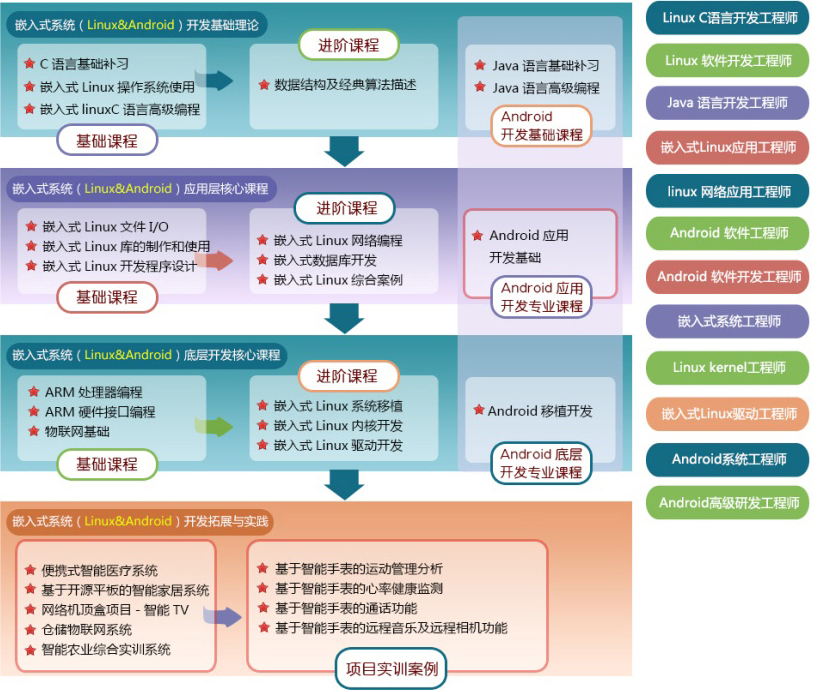 嵌入式系统（Linux&Android）开发基础理论
C 语言基础补习
嵌入式 Linux 操作系统使用
嵌入式 linuxC 语言高级编程
基础课程
进阶课程
数据结构及经典算法描述
Java 语言基础补习
Java 语言高级编程
Android
开发基础课程
嵌入式系统（Linux&Android）应用层核心课程
嵌入式 Linux 文件 I/O
嵌入式 Linux 库的制作和使用
嵌入式 Linux 开发程序设计
基础课程
进阶课程
嵌入式 Linux 网络编程
嵌入式数据库开发
嵌入式 Linux 综合案例
Android 应用
开发基础
Android 应用
开发专业课程
嵌入式系统（Linux&Android）底层开发核心课程
ARM 处理器编程
ARM 硬件接口编程
物联网基础
基础课程
进阶课程
嵌入式 Linux 系统移植
嵌入式 Linux 内核开发
嵌入式 Linux 驱动开发
Android 移植开发
Android 底层
开发专业课程
嵌入式系统（Linux&Android）开发拓展与实践
便携式智能医疗系统
基于开源平板的智能家居系统
网络机顶盒项目 - 智能 TV
仓储物联网系统
智能农业综合实训系统
基于智能手表的运动管理分析
基于智能手表的心率健康监测
基于智能手表的通话功能
基于智能手表的远程音乐及远程相机功能
项目实训案例
Linux C语言开发工程师
Linux 软件开发工程师
Java 语言开发工程师
嵌入式Linux应用工程师
linux 网络应用工程师
Android 软件工程师
Android 软件开发工程师
嵌入式系统工程师
Linux kernel工程师
嵌入式Linux驱动工程师
Android系统工程师
Android高级研发工程师